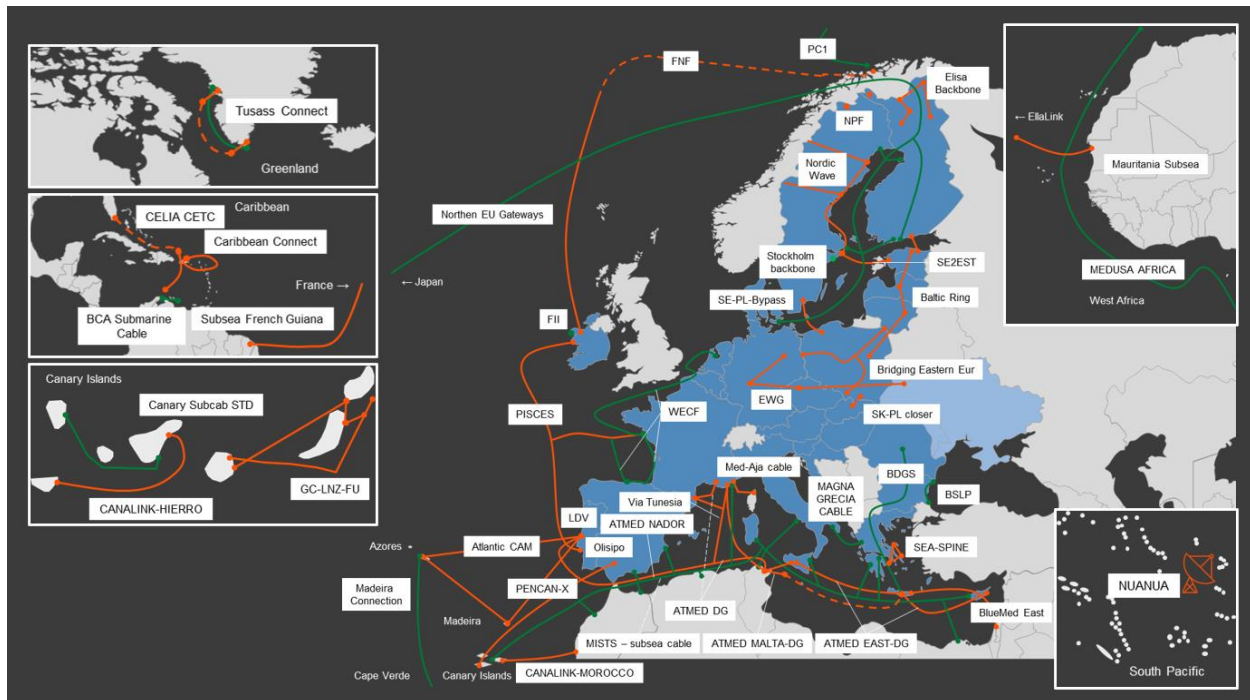 Tusass Connect
Greenland
Caribbean
CELIA CETC
Caribbean Connect
France →
BCA Submarine
Cable
Subsea French Guiana
Canary Islands
Canary Subcab STD
GC-LNZ-FU
CANALINK-HIERRO
FNF
PC1
Elisa
Backbone
NPF
Nordic
Wave
Northen EU Gateways
← Japan
Stockholm
backbone
SE2EST
SE-PL-Bypass
Baltic Ring
FII
Bridging Eastern Eur
EWG
SK-PL closer
PISCES
WECF
Med-Aja cable
BDGS
MAGNA
GRECIA
CABLE
BSLP
Via Tunesia
LDV
ATMED NADOR
Azores
Atlantic CAM
Olisipo
SEA-SPINE
Madeira
Connection
PENCAN-X
ATMED DG
BlueMed East
Madeira
MISTS – subsea cable
ATMED MALTA-DG
ATMED EAST-DG
Cape Verde
Canary Islands
CANALINK-MOROCCO
← EllaLink
Mauritania Subsea
MEDUSA AFRICA
West Africa
NUANUA
South Pacific